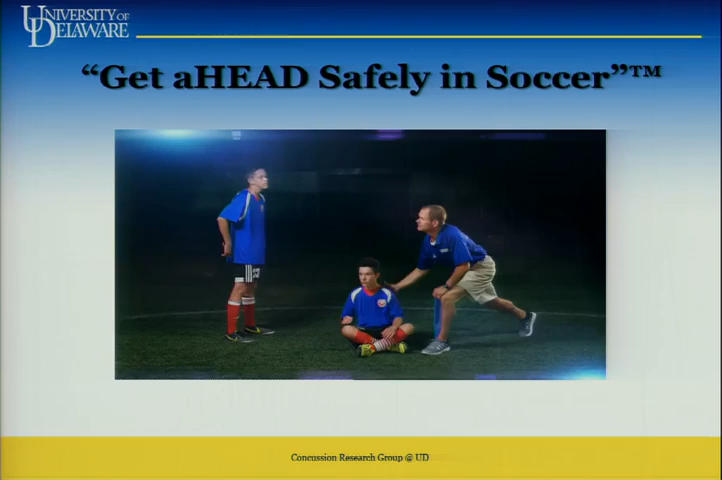 UNIVERSITY OF
DELAWARE
“Get aHEAD Safely in Soccer”™
Concussion Research Group @ UD